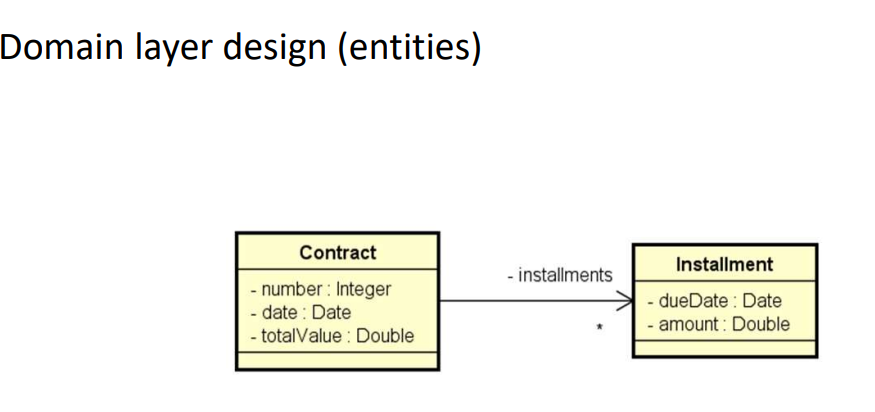 Domain layer design (entities)
Contract
- number : Integer
- date : Date
- totalValue : Double
- installments
*
Installment
- dueDate : Date
- amount : Double